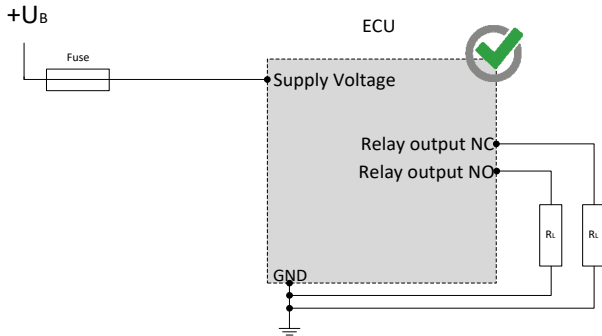 +UB
ECU
Fuse
Supply Voltage
Relay output NC
Relay output NO
RL
RL
GND